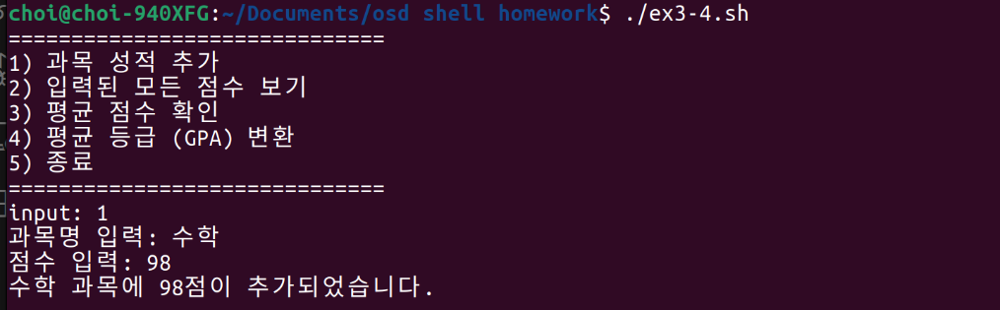 choi@choi-940XFG:~/Documents/osd shell homework$ ./ex3-4.sh
==============================
1) 과목 성적 추가
2) 입력된 모든 점수 보기
3) 평균 점수 확인
4) 평균 등급 (GPA) 변환
5) 종료
==============================
input: 1
과목명 입력: 수학
점수 입력: 98
수학 과목에 98점이 추가되었습니다.